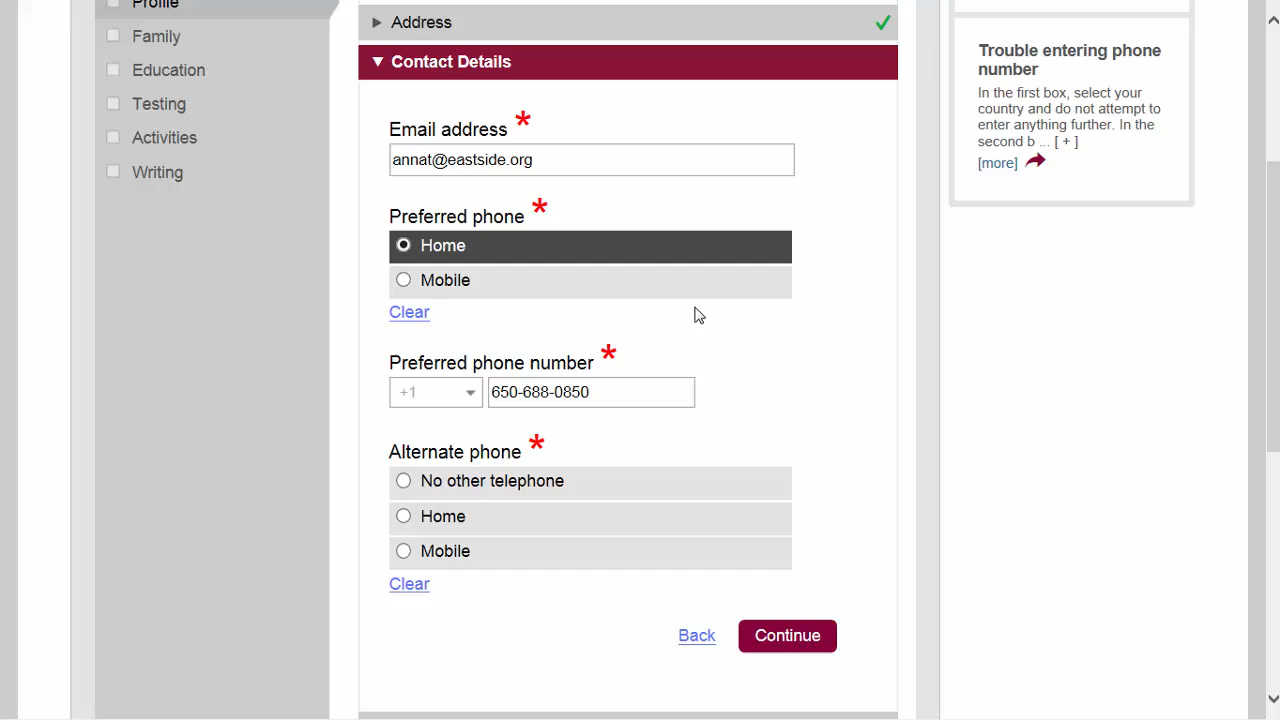 Profile
Family
Education
Testing
Activities
Writing
Address
Contact Details
Email address *
annat@eastside.org
Preferred phone *
Home
Mobile
Clear
Preferred phone number *
+1 650-688-0850
Alternate phone *
No other telephone
Home
Mobile
Clear
Back Continue
Trouble entering phone
number
In the first box, select your
country and do not attempt to
enter anything further. In the
second b ... [ + ]
[more]